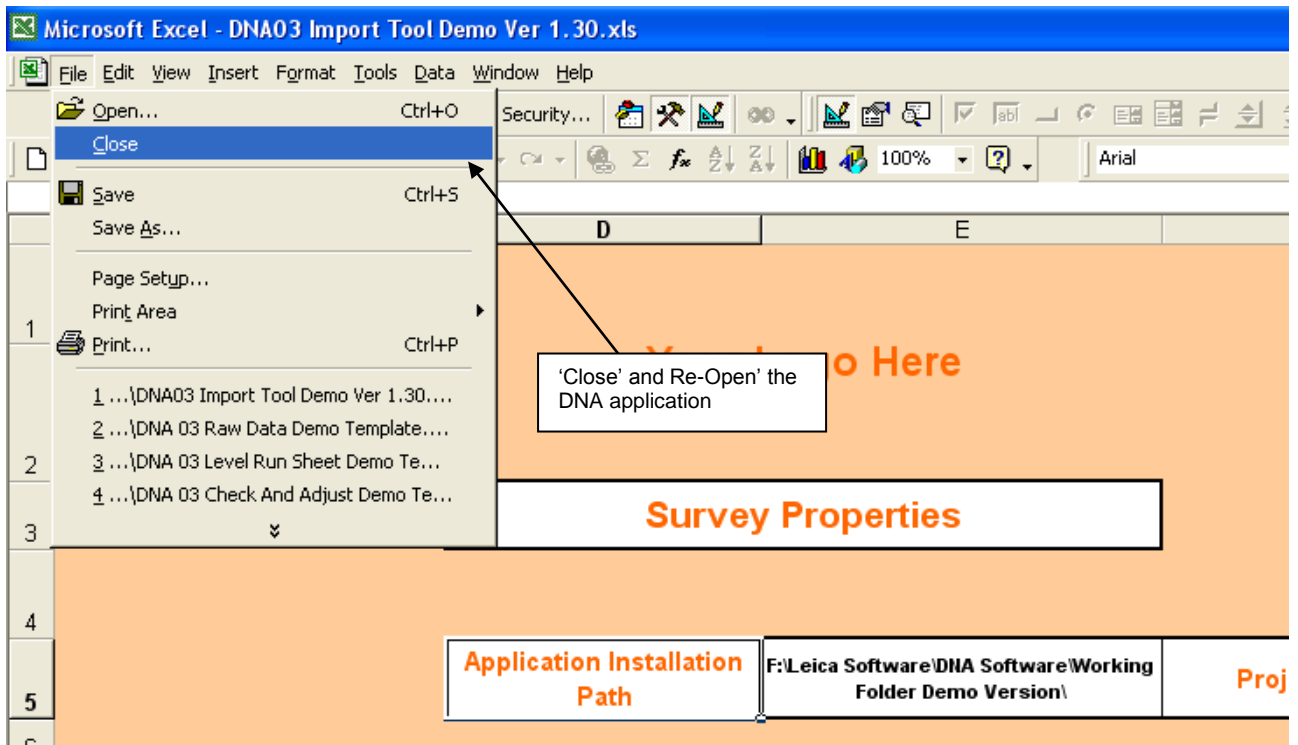 Microsoft Excel - DNA03 Import Tool Demo Ver 1.30.xls
File Edit View Insert Format Tools Data Window Help
Open... Ctrl+O
Security...
Close
100%
Arial
Save Ctrl+S
Save As...
D E
Page Setup...
Print Area
1
Print... Ctrl+P
o Here
'Close' and Re-Open' the
DNA application
1 ...\DNA03 Import Tool Demo Ver 1.30....
2 ...\DNA 03 Raw Data Demo Template....
3 ...\DNA 03 Level Run Sheet Demo Te...
4 ...\DNA 03 Check And Adjust Demo Te...
2
3
Survey Properties
4
Application Installation
Path
F:\Leica Software\DNA Software\Working
Folder Demo Version\
Proj
5